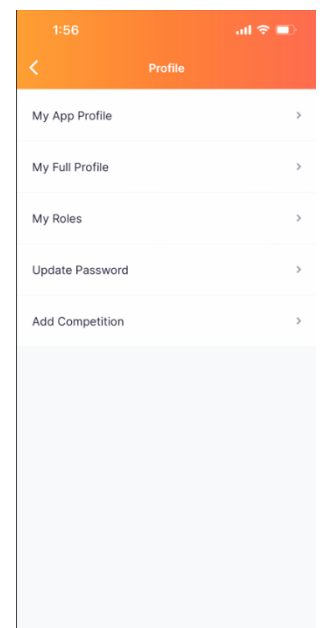 1:56
Profile
My App Profile
My Full Profile
My Roles
Update Password
Add Competition